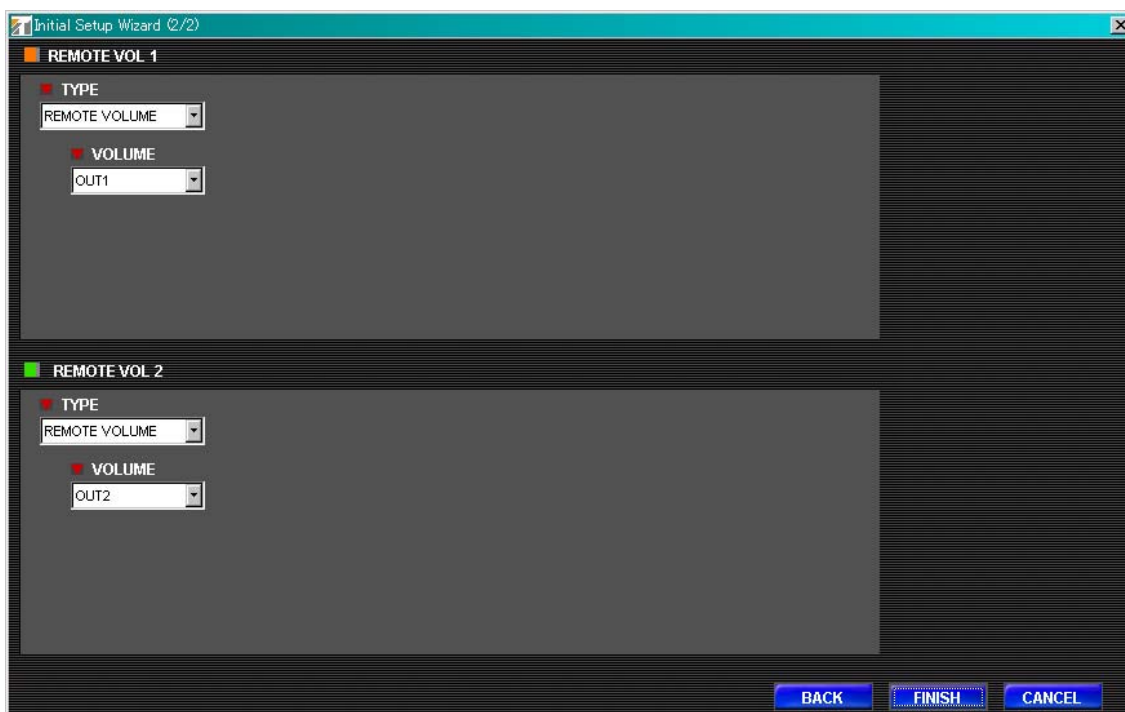 Initial Setup Wizard (2/2)
REMOTE VOL 1
TYPE
REMOTE VOLUME
VOLUME
OUT1
REMOTE VOL 2
TYPE
REMOTE VOLUME
VOLUME
OUT2
BACK FINISH CANCEL